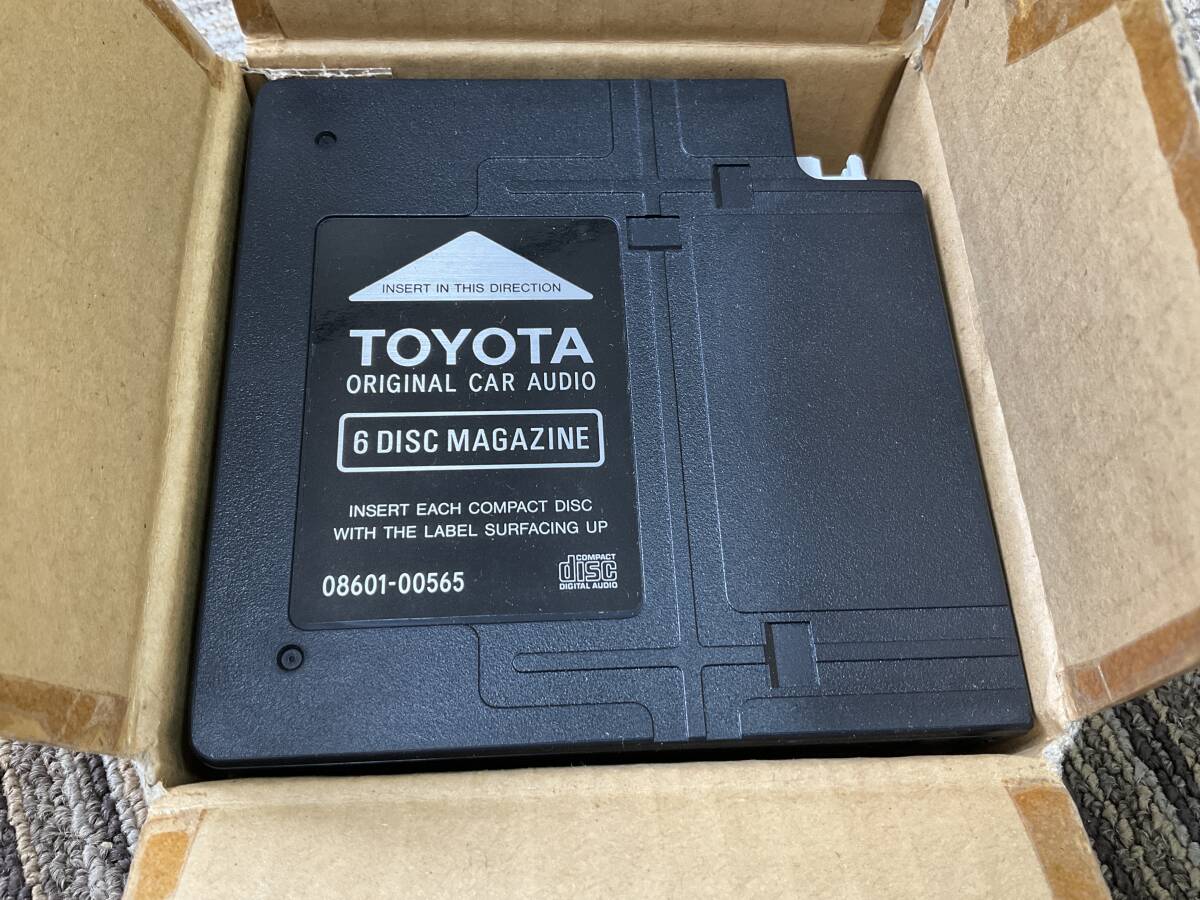 INSERT IN THIS DIRECTION
TOYOTA
ORIGINAL CAR AUDIO
6 DISC MAGAZINE
INSERT EACH COMPACT DISC
WITH THE LABEL SURFACING UP
08601-00565
COMPACT
disc
DIGITAL AUDIO